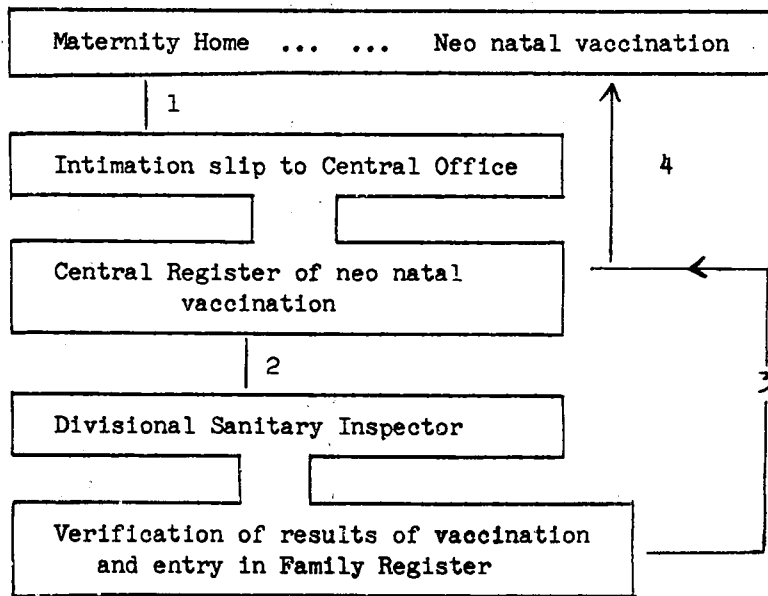 Maternity Home ... ... Neo natal vaccination
1
Intimation slip to Central Office
4
Central Register of neo natal
vaccination
2
Divisional Sanitary Inspector
3
Verification of results of vaccination
and entry in Family Register